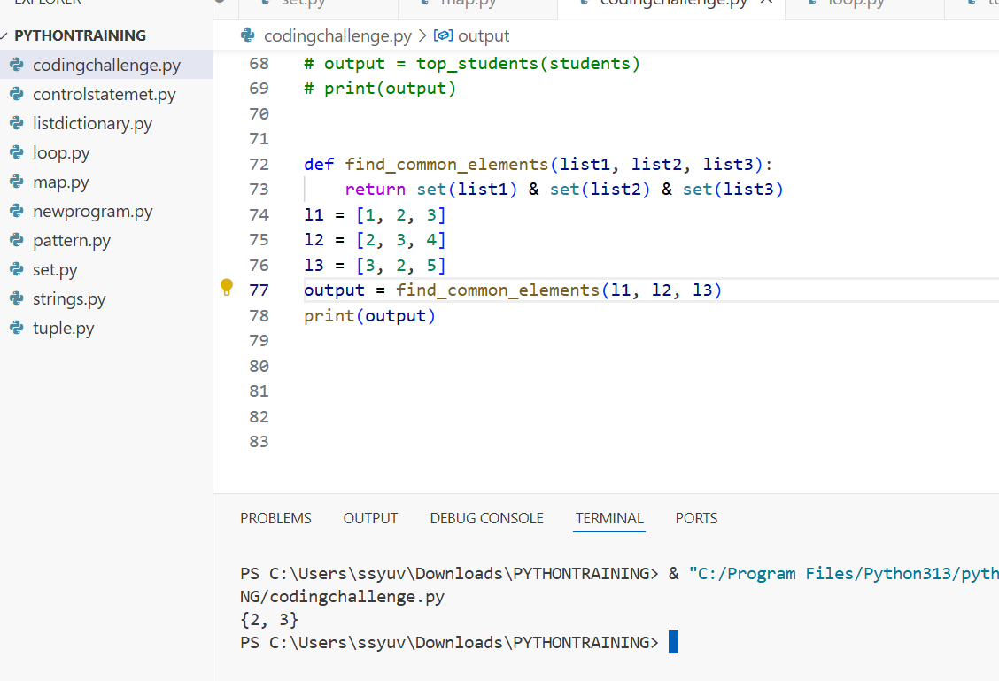 EXPLORER
set.py
map.py
codingchallenge.py
loop.py
PYTHONTRAINING
codingchallenge.py
controlstatemet.py
listdictionary.py
loop.py
map.py
newprogram.py
pattern.py
set.py
strings.py
tuple.py
codingchallenge.py > output
68 # output = top_students(students)
69 # print(output)
70
71
72 def find_common_elements(list1, list2, list3):
73 return set(list1) & set(list2) & set(list3)
74 l1 = [1, 2, 3]
75 l2 = [2, 3, 4]
76 l3 = [3, 2, 5]
77 output = find_common_elements(l1, l2, l3)
78 print(output)
79
80
81
82
83
PROBLEMS OUTPUT DEBUG CONSOLE TERMINAL PORTS
PS C:\Users\ssyuv\Downloads\PYTHONTRAINING> & "C:/Program Files/Python313/pyth
NG/codingchallenge.py
{2, 3}
PS C:\Users\ssyuv\Downloads\PYTHONTRAINING>